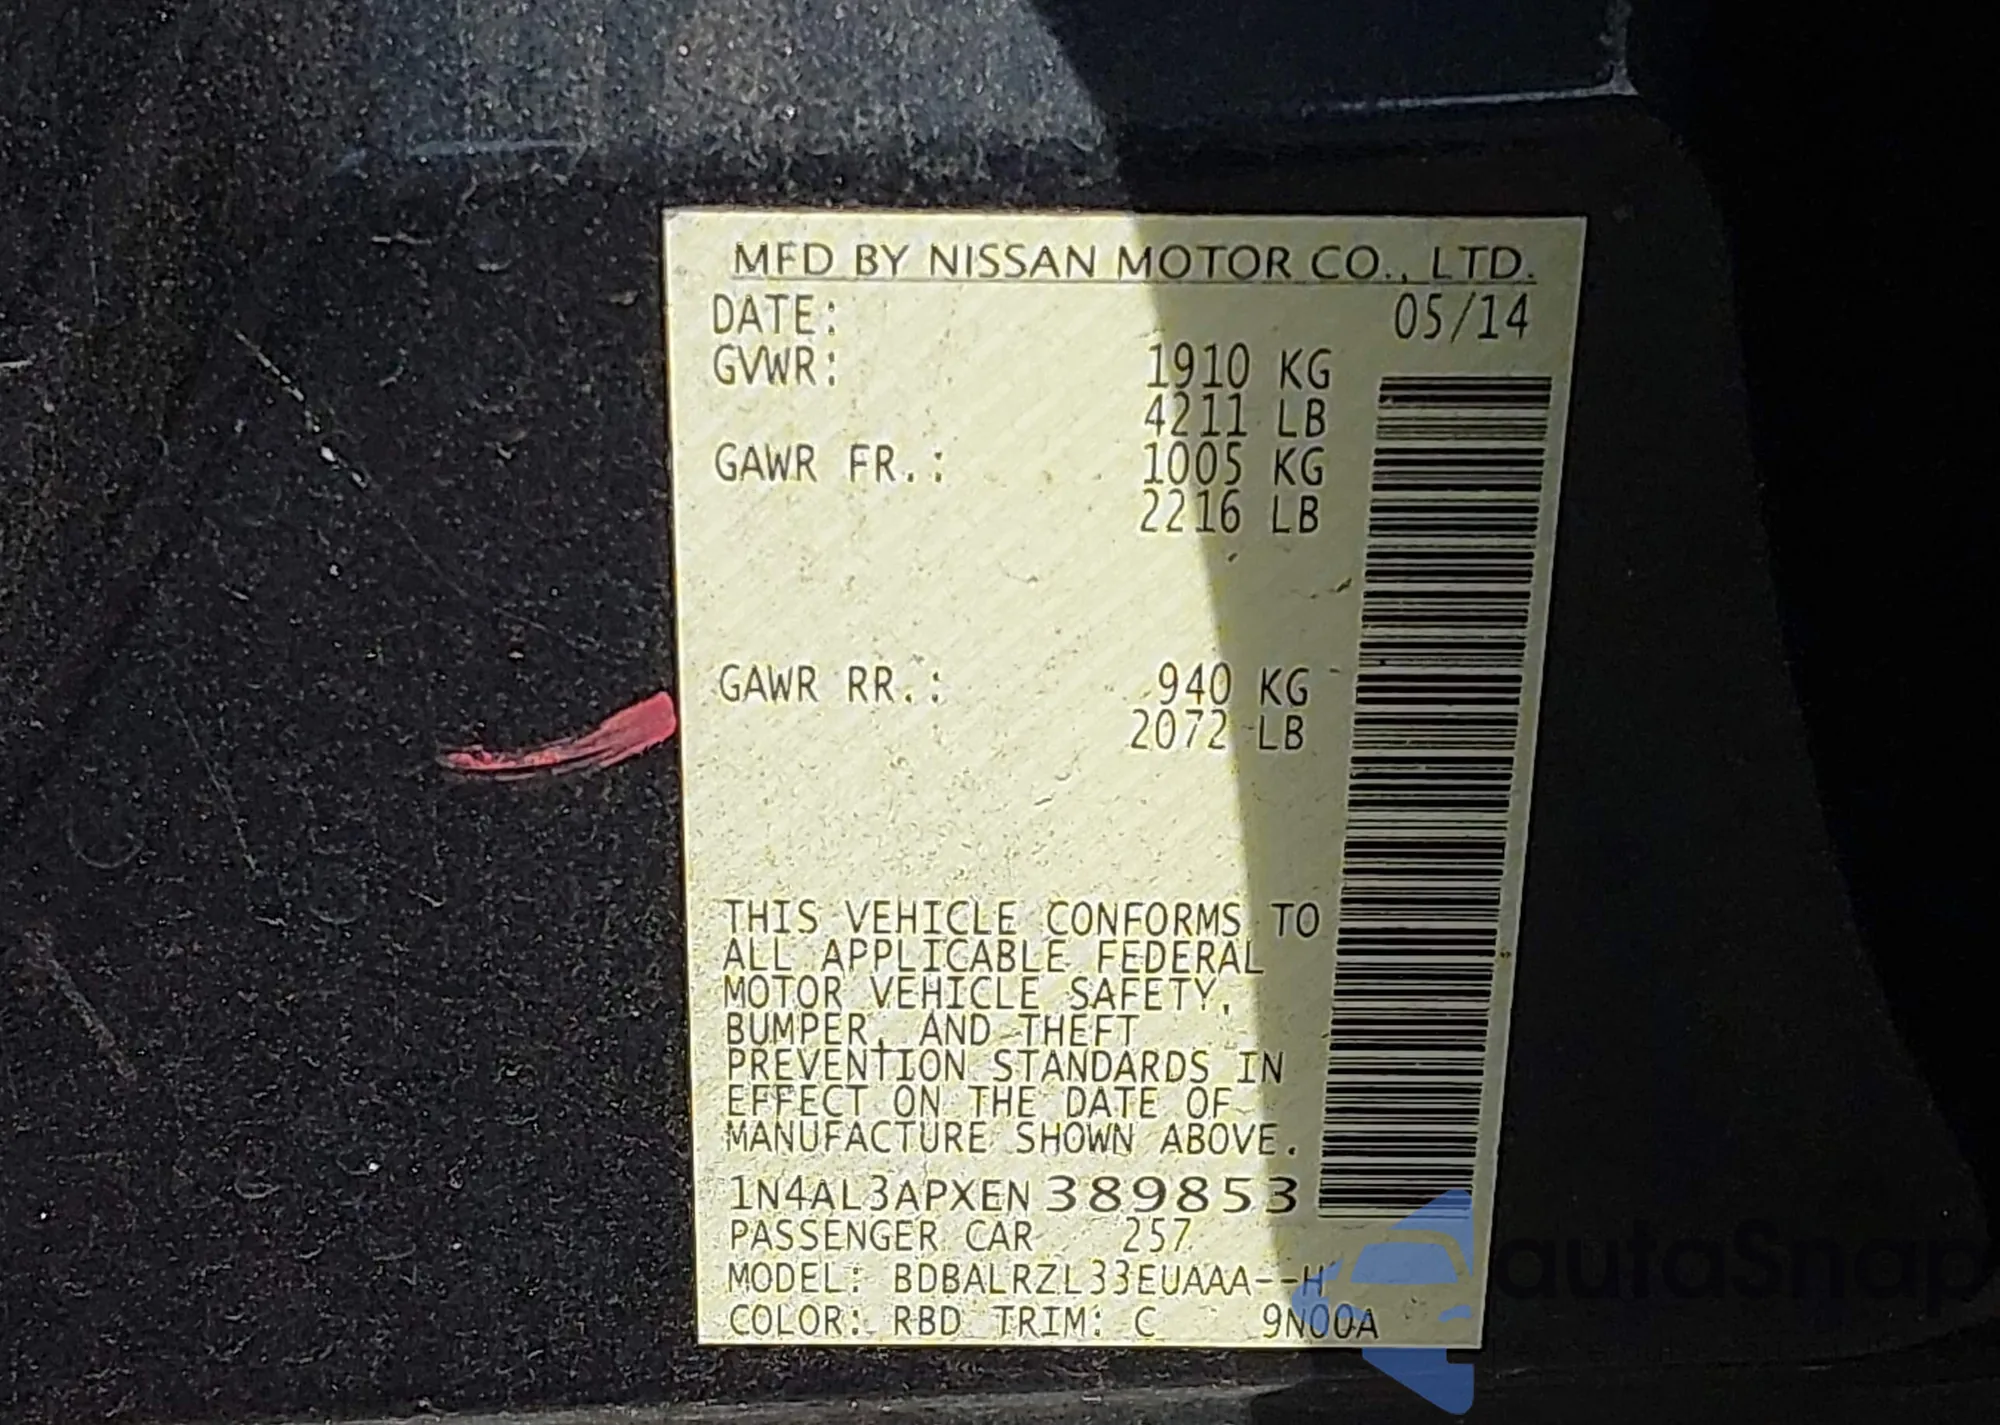 MFD BY NISSAN MOTOR CO., LTD.
DATE: 05/14
GVWR: 1910 KG
4211 LB
GAWR FR.: 1005 KG
2216 LB
GAWR RR.: 940 KG
2072 LB
THIS VEHICLE CONFORMS TO
ALL APPLICABLE FEDERAL
MOTOR VEHICLE SAFETY,
BUMPER, AND THEFT
PREVENTION STANDARDS IN
EFFECT ON THE DATE OF
MANUFACTURE SHOWN ABOVE.
1N4AL3APXEN389853
PASSENGER CAR 257
MODEL: BDBALRZL33EUAAA--H
COLOR: RBD TRIM: C 9N00A
autaSnap